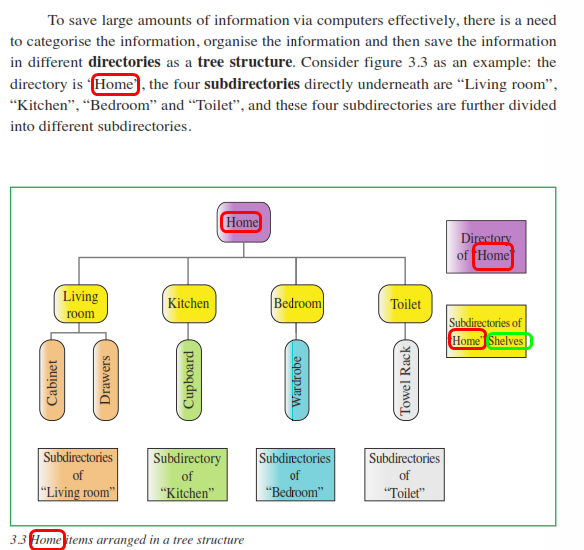 To save large amounts of information via computers effectively, there is a need
to categorise the information, organise the information and then save the information
in different directories as a tree structure. Consider figure 3.3 as an example: the
directory is “Home”, the four subdirectories directly underneath are “Living room”,
“Kitchen”, “Bedroom” and “Toilet”, and these four subdirectories are further divided
into different subdirectories.
Home
Directory
of “Home”
Living
room
Kitchen
Bedroom
Toilet
Subdirectories of
“Home” Shelves
Cabinet
Drawers
Cupboard
Wardrobe
Towel Rack
Subdirectories
of
“Living room”
Subdirectory
of
“Kitchen”
Subdirectories
of
“Bedroom”
Subdirectories
of
“Toilet”
3.3 Home items arranged in a tree structure